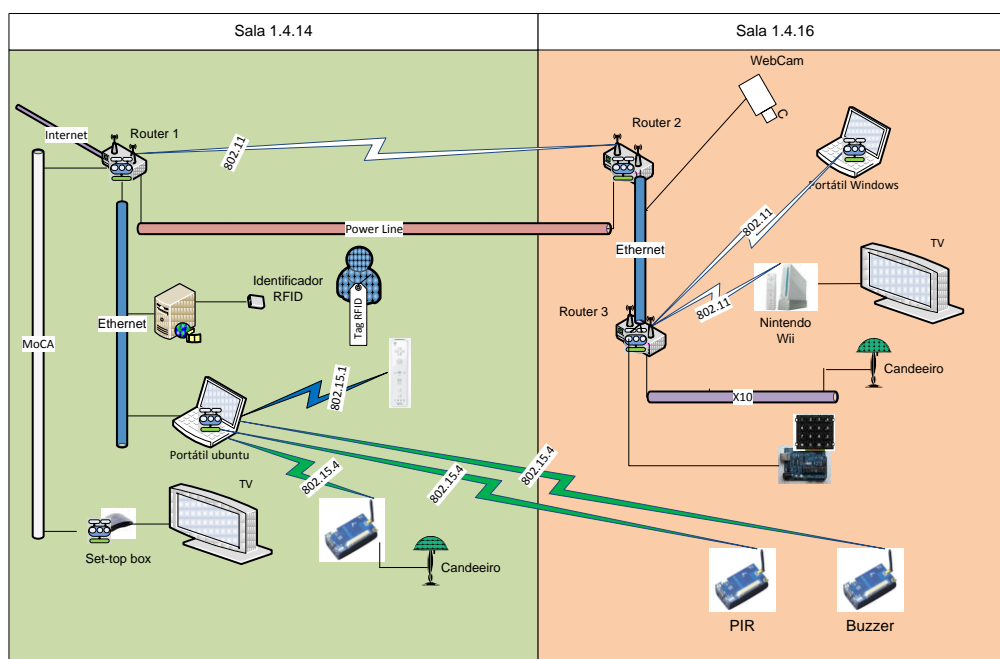 Sala 1.4.14
Sala 1.4.16
WebCam
C
Internet
Router 1
802.11
Router 2
Portátil Windows
Power Line
802.11
Ethernet
TV
Identificador
RFID
Tag RFID
Ethernet
MoCA
Router 3
802.11
Nintendo
Wii
Candeeiro
X10
802.15.1
Portátil ubuntu
802.15.4
802.15.4
802.15.4
TV
Set-top box
Candeeiro
PIR
Buzzer